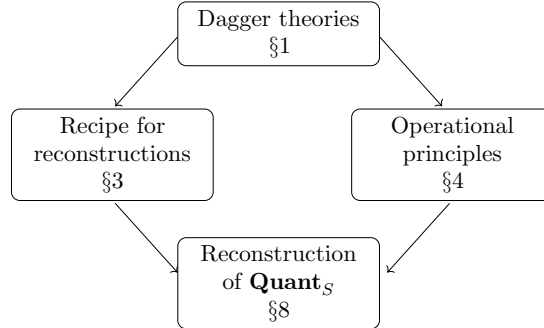 Dagger theories
§1
Recipe for
reconstructions
§3
Operational
principles
§4
Reconstruction
of Quant_S
§8